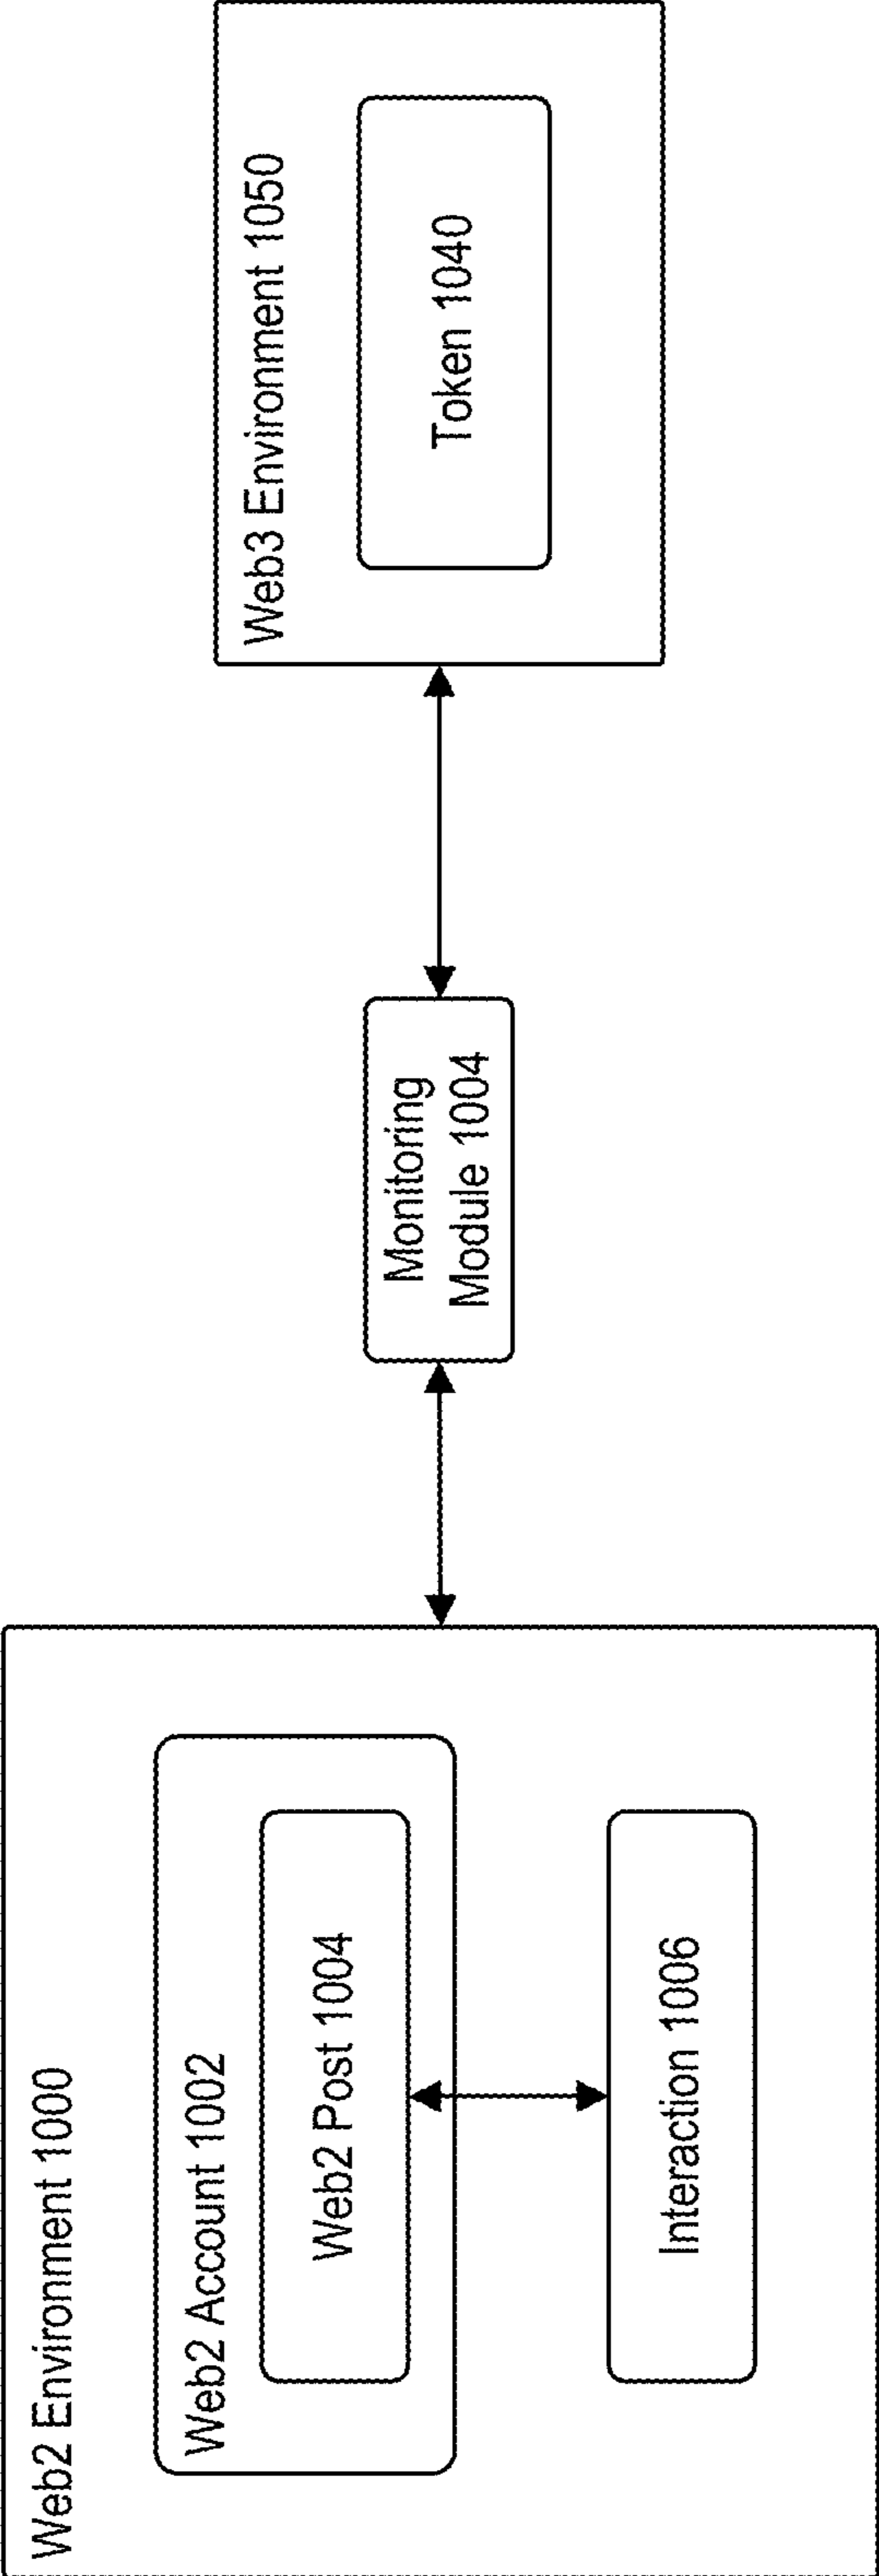 Web2 Environment 1000
Web2 Account 1002
Web2 Post 1004
Interaction 1006
Monitoring
Module 1004
Web3 Environment 1050
Token 1040